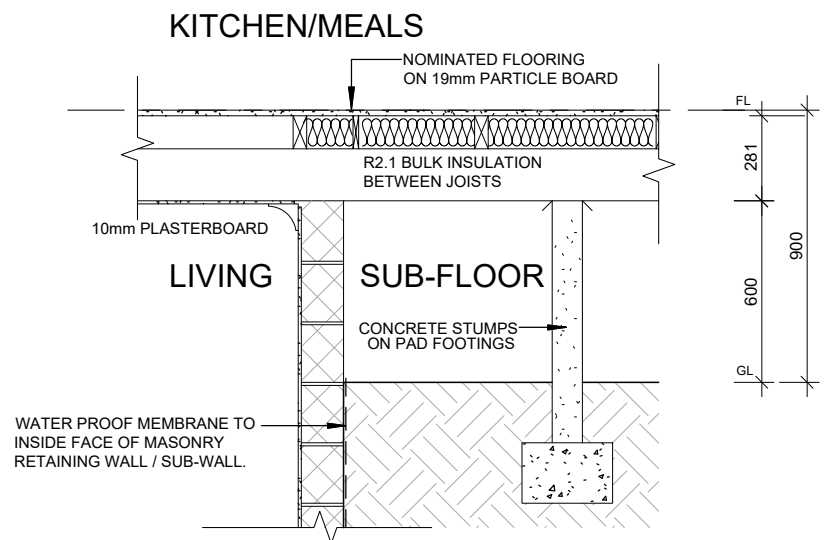 KITCHEN/MEALS
NOMINATED FLOORING
ON 19mm PARTICLE BOARD
FL
R2.1 BULK INSULATION
BETWEEN JOISTS
281
10mm PLASTERBOARD
900
LIVING
SUB-FLOOR
600
CONCRETE STUMPS
ON PAD FOOTINGS
GL
WATER PROOF MEMBRANE TO
INSIDE FACE OF MASONRY
RETAINING WALL / SUB-WALL.